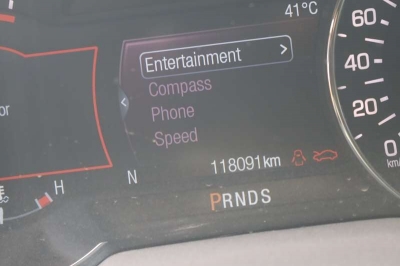 41°C
60
Entertainment >
Compass
40
Phone
20
Speed
0
km/
118091km
H
N
PRNDS